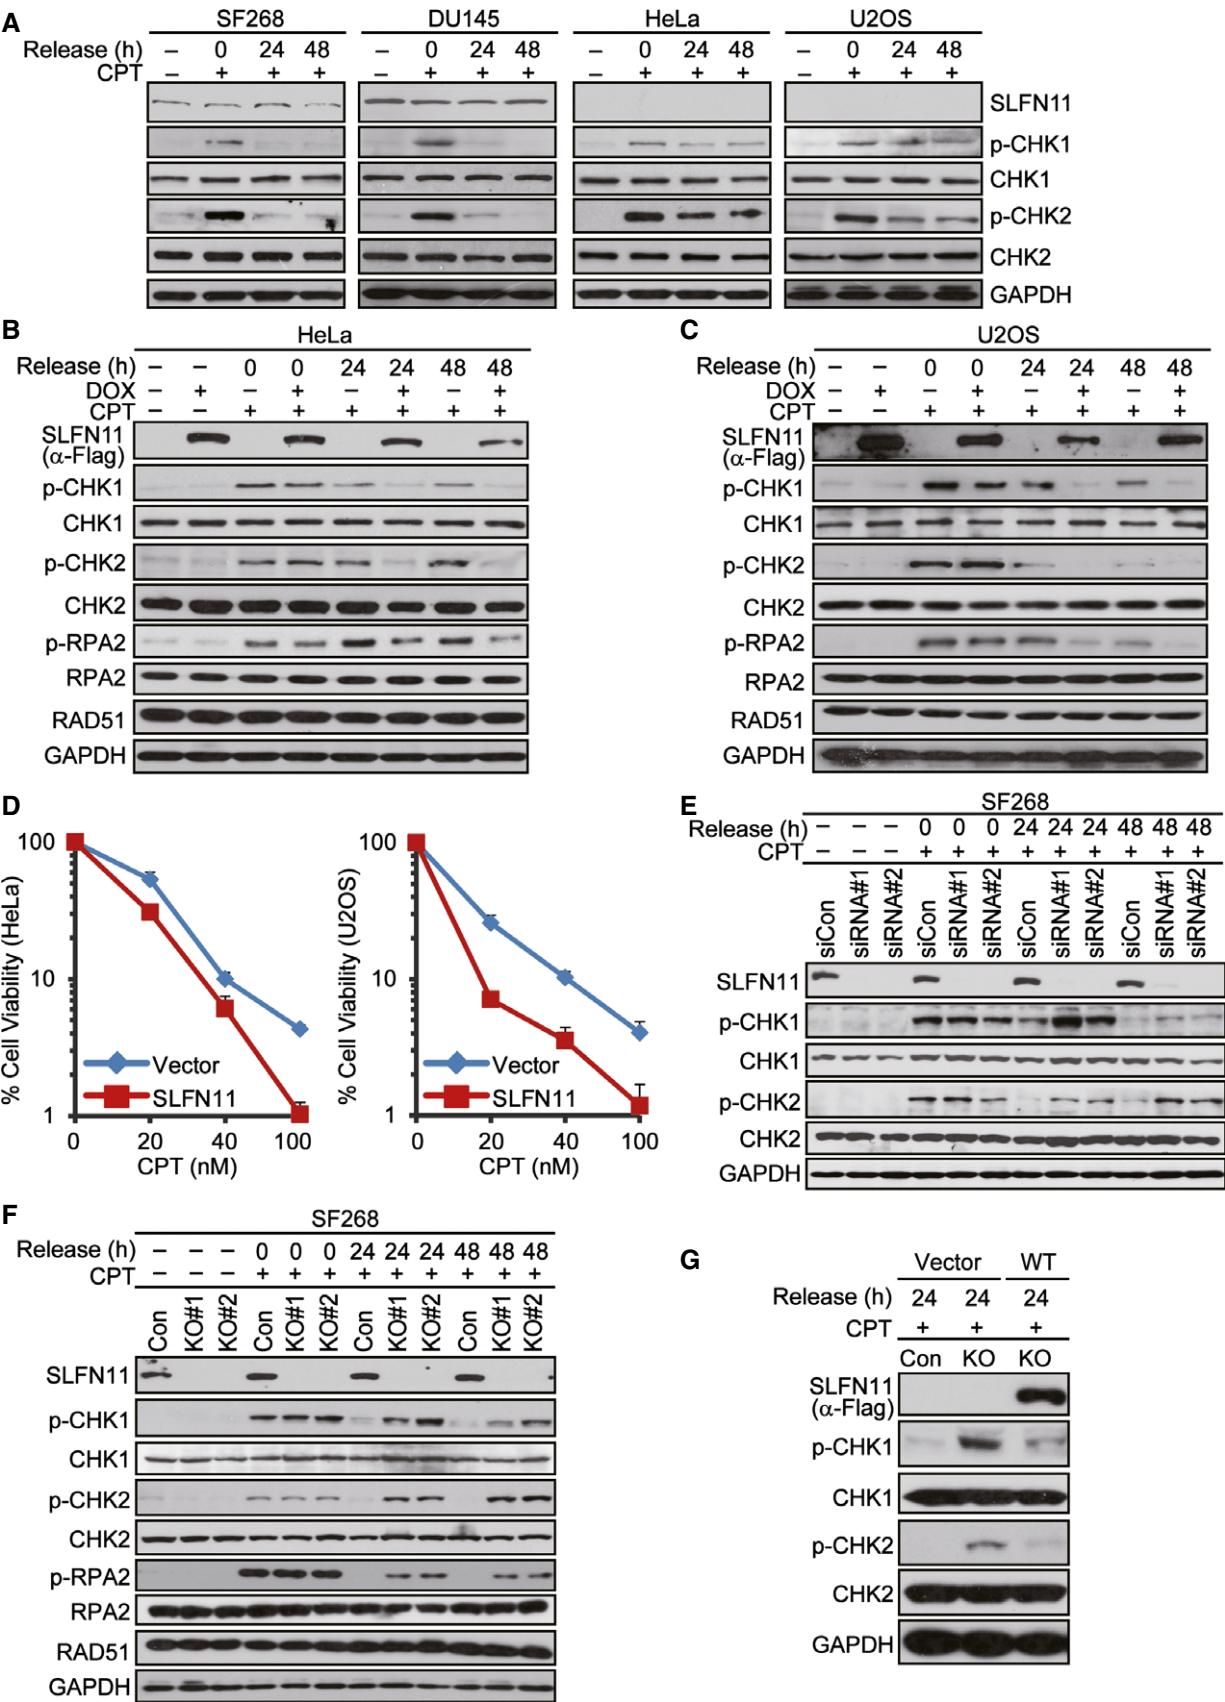 A
SF268 DU145 HeLa U2OS
Release (h) – 0 24 48 – 0 24 48 – 0 24 48 – 0 24 48
CPT – + + + – + + + – + + + – + + +
SLFN11
p-CHK1
CHK1
p-CHK2
CHK2
GAPDH
B
HeLa
Release (h) – – 0 0 24 24 48 48
DOX – + – + – + – +
CPT – – + + + + + +
SLFN11
(α-Flag)
p-CHK1
CHK1
p-CHK2
CHK2
p-RPA2
RPA2
RAD51
GAPDH
C
U2OS
Release (h) – – 0 0 24 24 48 48
DOX – + – + – + – +
CPT – – + + + + + +
SLFN11
(α-Flag)
p-CHK1
CHK1
p-CHK2
CHK2
p-RPA2
RPA2
RAD51
GAPDH
D
% Cell Viability (HeLa)
100
10
1
Vector
SLFN11
0 20 40 100
CPT (nM)
% Cell Viability (U2OS)
100
10
1
Vector
SLFN11
0 20 40 100
CPT (nM)
E
SF268
Release (h) – – – 0 0 0 24 24 24 48 48 48
CPT – – – + + + + + + + + +
siCon siRNA#1 siRNA#2 siCon siRNA#1 siRNA#2 siCon siRNA#1 siRNA#2 siCon siRNA#1 siRNA#2
SLFN11
p-CHK1
CHK1
p-CHK2
CHK2
GAPDH
F
SF268
Release (h) – – – 0 0 0 24 24 24 48 48 48
CPT – – – + + + + + + + + +
Con KO#1 KO#2 Con KO#1 KO#2 Con KO#1 KO#2 Con KO#1 KO#2
SLFN11
p-CHK1
CHK1
p-CHK2
CHK2
p-RPA2
RPA2
RAD51
GAPDH
G
Vector WT
Release (h) 24 24 24
CPT + + +
Con KO KO
SLFN11
(α-Flag)
p-CHK1
CHK1
p-CHK2
CHK2
GAPDH